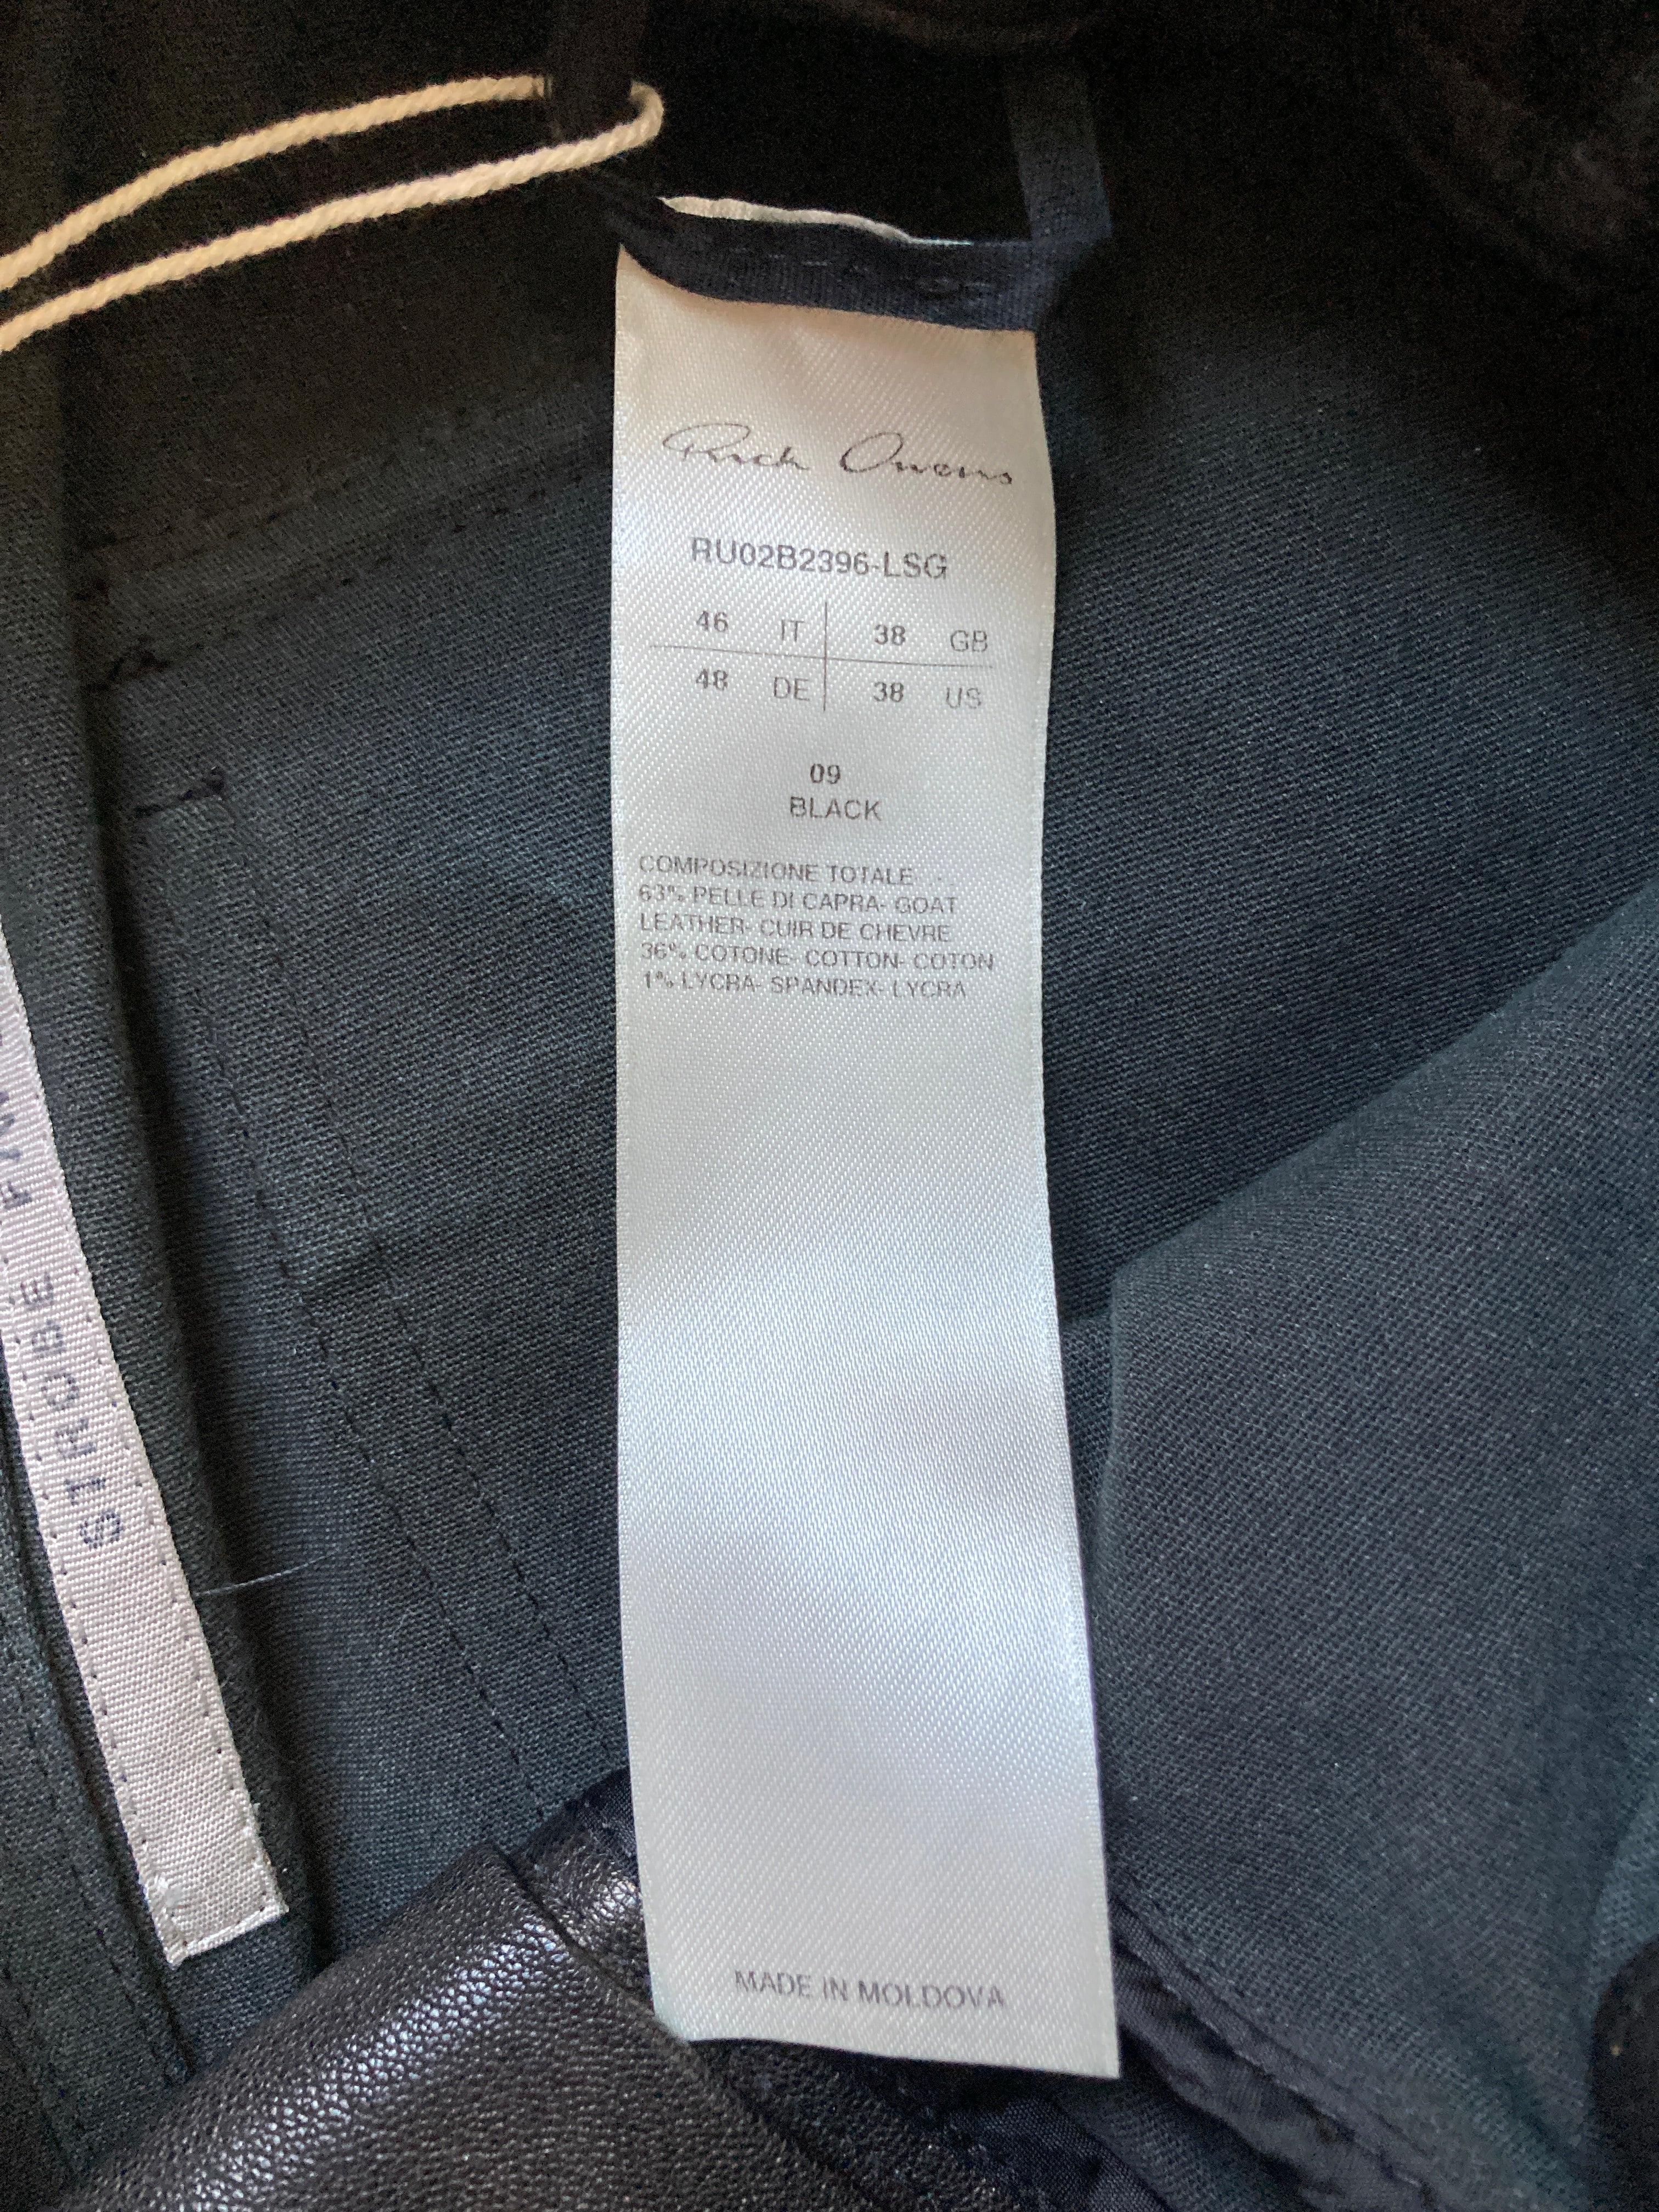 Rick Owens
RU02B2396-LSG
46 IT 38 GB
48 DE 38 US
09
BLACK
COMPOSIZIONE TOTALE
63% PELLE DI CAPRA- GOAT
LEATHER- CUIR DE CHEVRE
36% COTONE- COTTON- COTON
1% LYCRA- SPANDEX- LYCRA
MADE IN MOLDOVA
STROBE